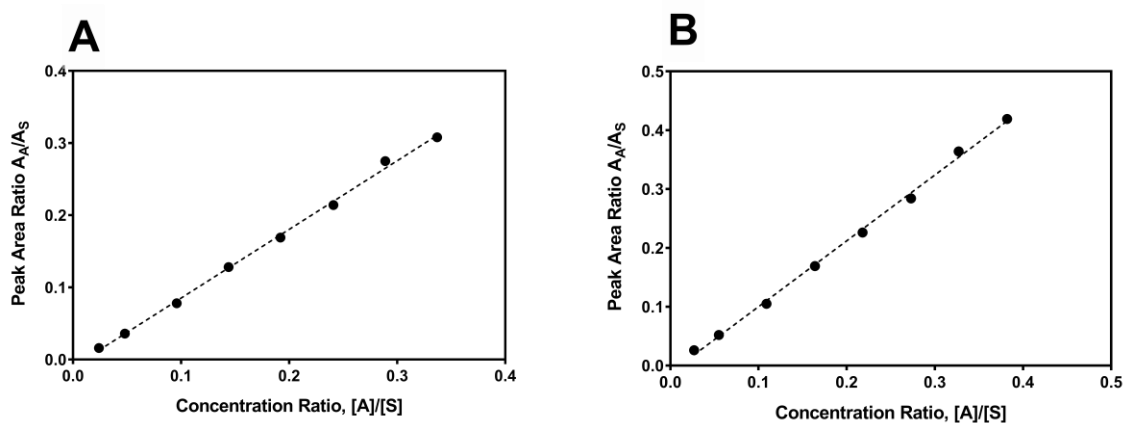 A
0.4
0.3
0.2
0.1
0.0
Peak Area Ratio A_A/A_S
0.0 0.1 0.2 0.3 0.4
Concentration Ratio, [A]/[S]
B
0.5
0.4
0.3
0.2
0.1
0.0
Peak Area Ratio A_A/A_S
0.0 0.1 0.2 0.3 0.4 0.5
Concentration Ratio, [A]/[S]